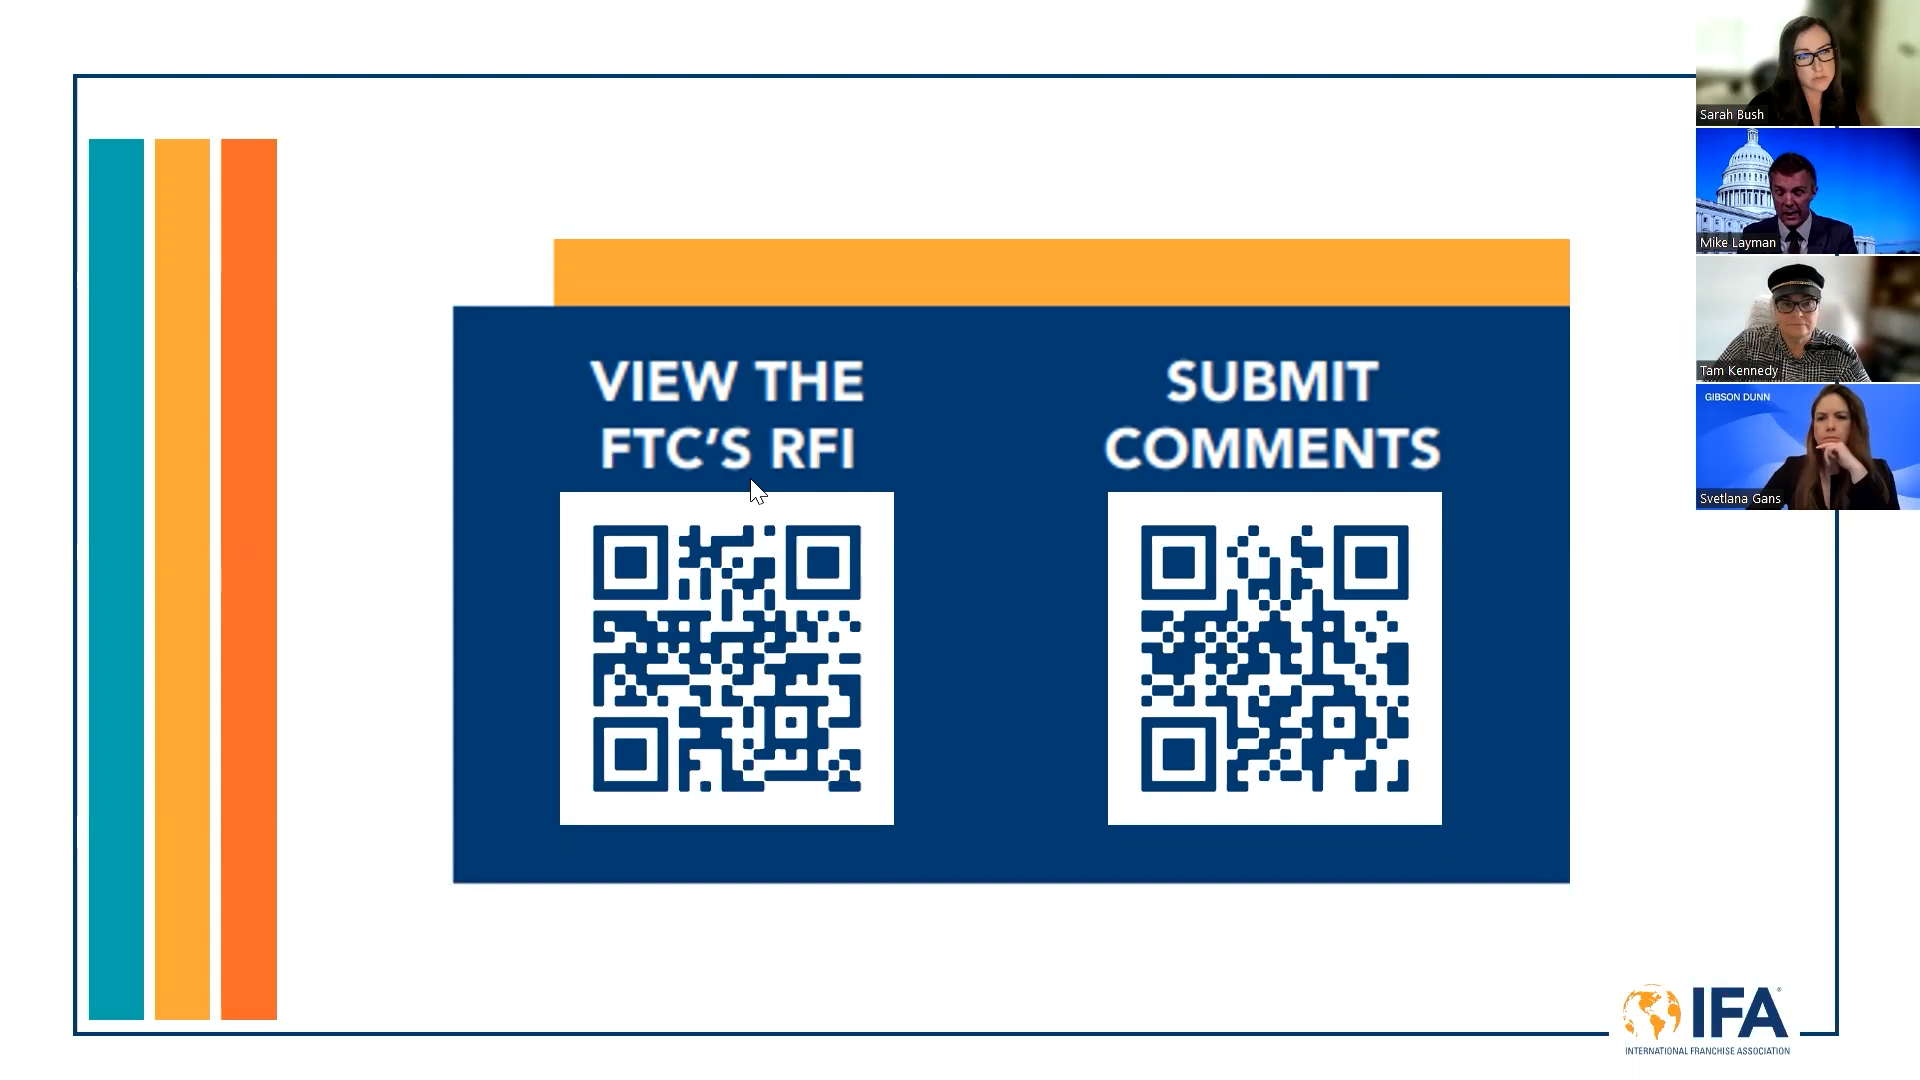 VIEW THE
FTC'S RFI
SUBMIT
COMMENTS
Sarah Bush
Mike Layman
Tam Kennedy
GIBSON DUNN
Svetlana Gans
IFA®
INTERNATIONAL FRANCHISE ASSOCIATION